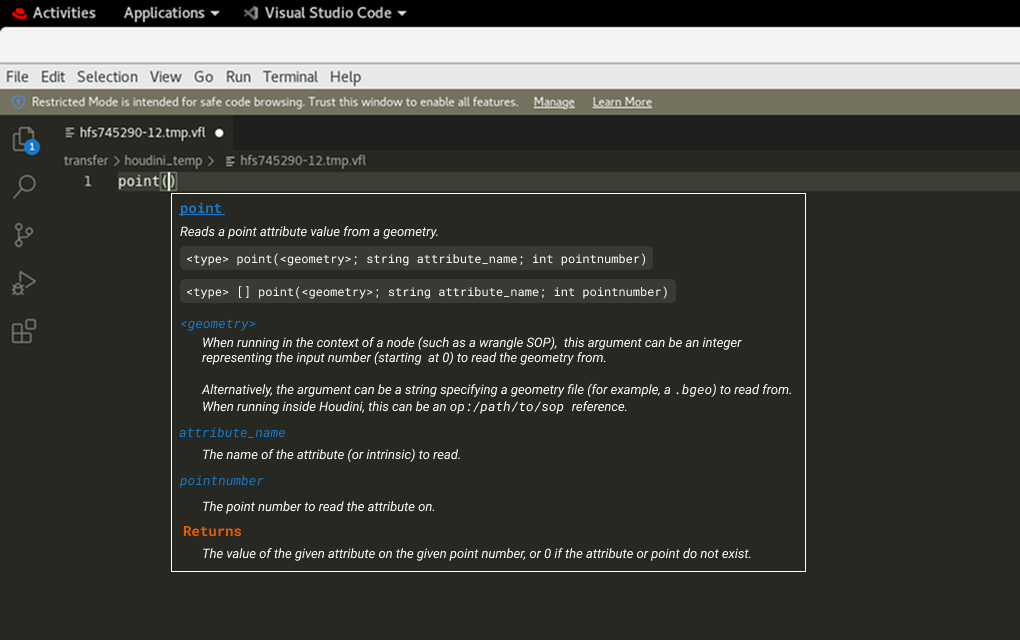 Activities Applications Visual Studio Code
File Edit Selection View Go Run Terminal Help
Restricted Mode is intended for safe code browsing. Trust this window to enable all features. Manage Learn More
1
hfs745290-12.tmp.vfl
transfer > houdini_temp > hfs745290-12.tmp.vfl
1 point()
point
Reads a point attribute value from a geometry.
<type> point(<geometry>; string attribute_name; int pointnumber)
<type> [] point(<geometry>; string attribute_name; int pointnumber)
<geometry>
When running in the context of a node (such as a wrangle SOP), this argument can be an integer
representing the input number (starting at 0) to read the geometry from.
Alternatively, the argument can be a string specifying a geometry file (for example, a .bgeo) to read from.
When running inside Houdini, this can be an op:/path/to/sop reference.
attribute_name
The name of the attribute (or intrinsic) to read.
pointnumber
The point number to read the attribute on.
Returns
The value of the given attribute on the given point number, or 0 if the attribute or point do not exist.